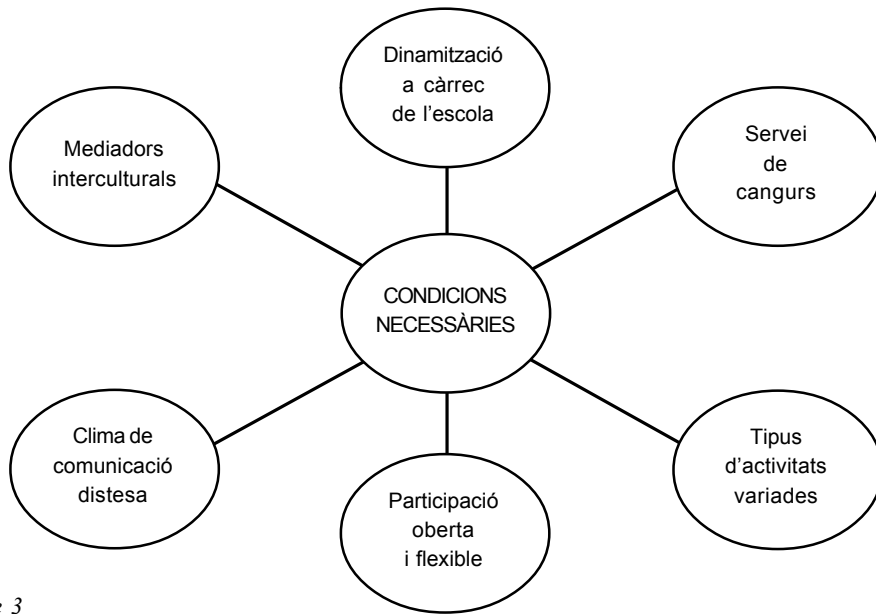 Dinamització
a càrrec
de l'escola
Mediadors
interculturals
Servei
de
cangurs
CONDICIONS
NECESSÀRIES
Clima de
comunicació
distesa
Participació
oberta
i flexible
Tipus
d'activitats
variades
3